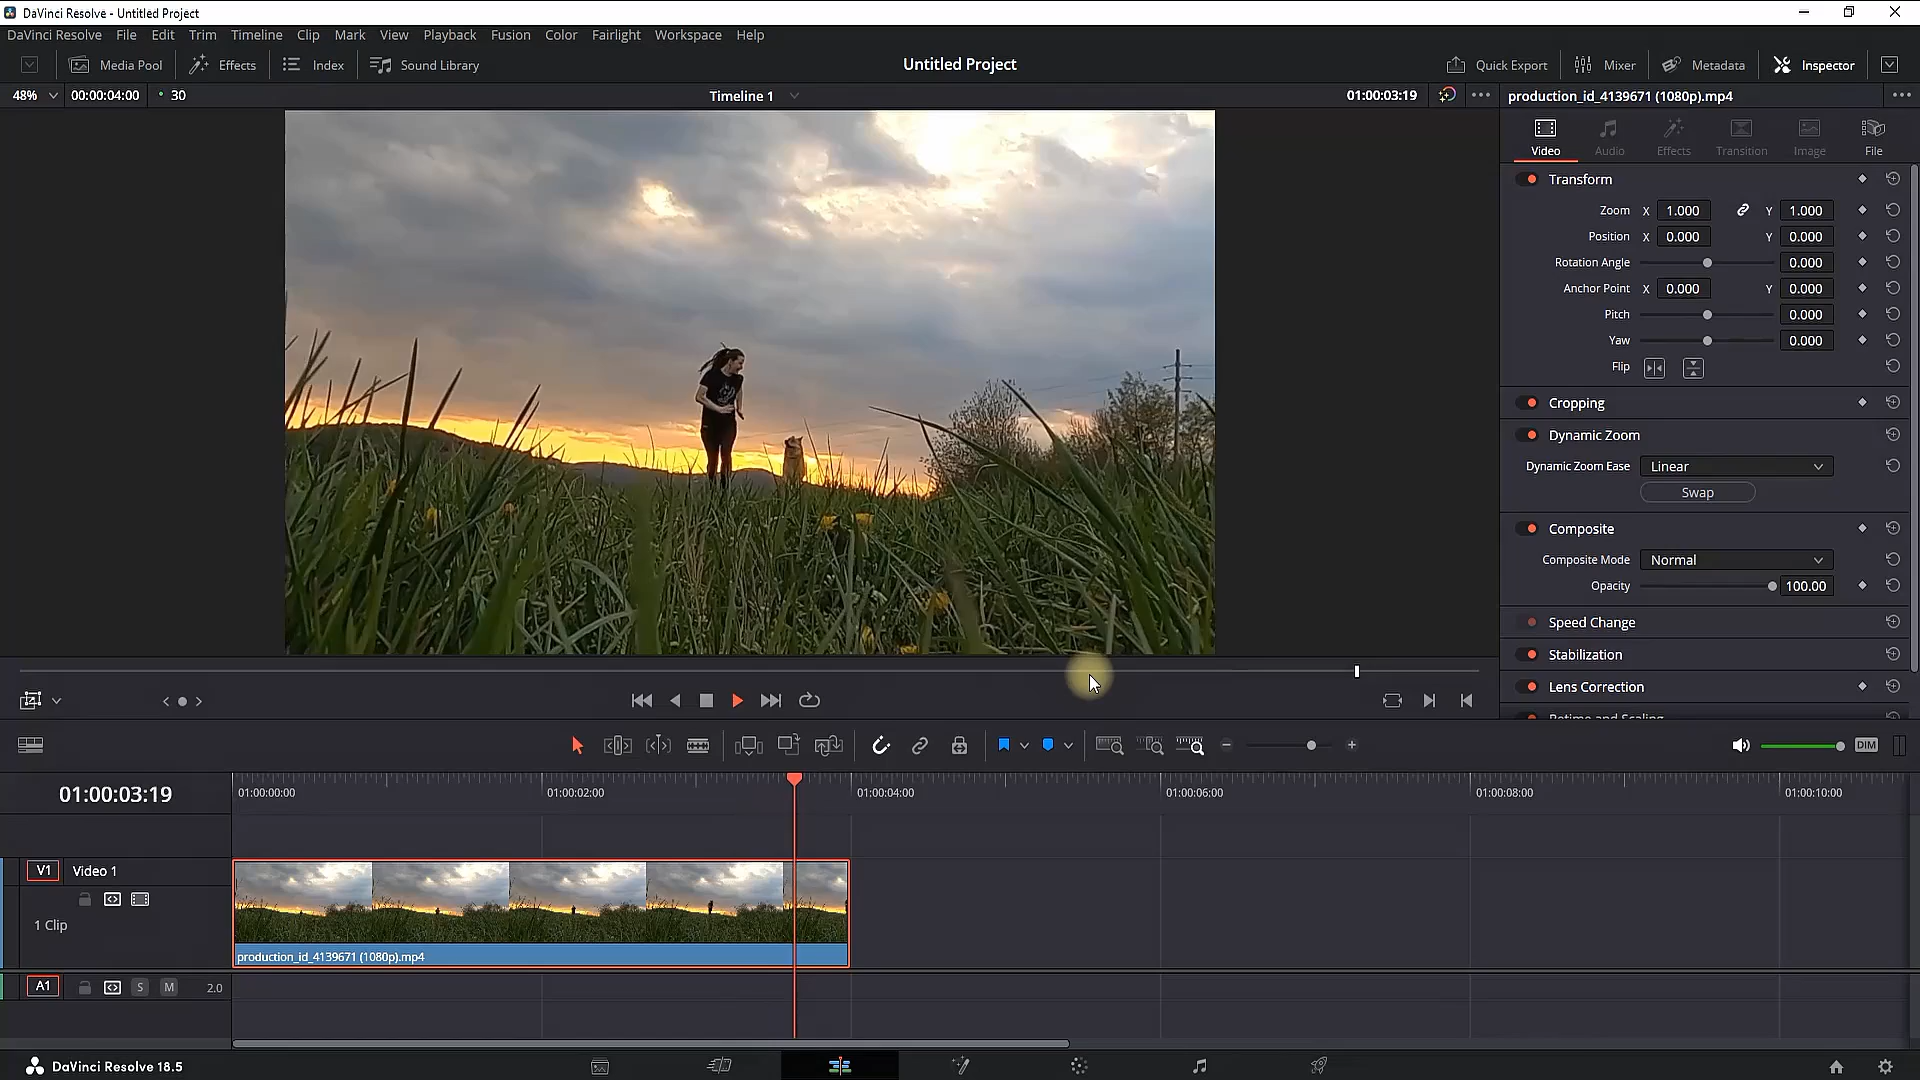 DaVinci Resolve - Untitled Project
DaVinci Resolve File Edit Trim Timeline Clip Mark View Playback Fusion Color Fairlight Workspace Help
Media Pool Effects Index Sound Library Untitled Project Quick Export Mixer Metadata Inspector
48% 00:00:04:00 30 Timeline 1 01:00:03:19 production_id_4139671 (1080p).mp4
Video Audio Effects Transition Image File
Transform
Zoom X 1.000 Y 1.000
Position X 0.000 Y 0.000
Rotation Angle 0.000
Anchor Point X 0.000 Y 0.000
Pitch 0.000
Yaw 0.000
Flip
Cropping
Dynamic Zoom
Dynamic Zoom Ease Linear
Swap
Composite
Composite Mode Normal
Opacity 100.00
Speed Change
Stabilization
Lens Correction
Retime and Scaling
DIM
01:00:03:19 01:00:00:00 01:00:02:00 01:00:04:00 01:00:06:00 01:00:08:00 01:00:10:00
V1 Video 1
1 Clip
production_id_4139671 (1080p).mp4
A1 S M 2.0
DaVinci Resolve 18.5